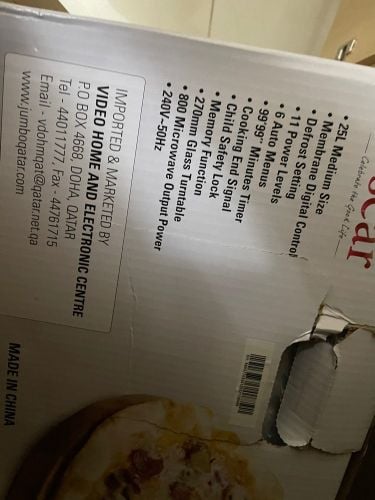 Celebrate the Good Life...
• 25L Medium Size
• Membrane Digital Control
• Defrost Setting
• 11 Power Levels
• 6 Auto Menus
• 99'99" Minutes Timer
• Cooking End Signal
• Child Safety Lock
• Memory Function
• 270mm Glass Turntable
• 800 Microwave Output Power
• 240V~50Hz
IMPORTED & MARKETED BY
VIDEO HOME AND ELECTRONIC CENTRE
P.O BOX 4668, DOHA, QATAR
Tel - 44011777, Fax - 44761715
Email - vdohmqat@qatar.net.qa
www.jumboqatar.com
MADE IN CHINA